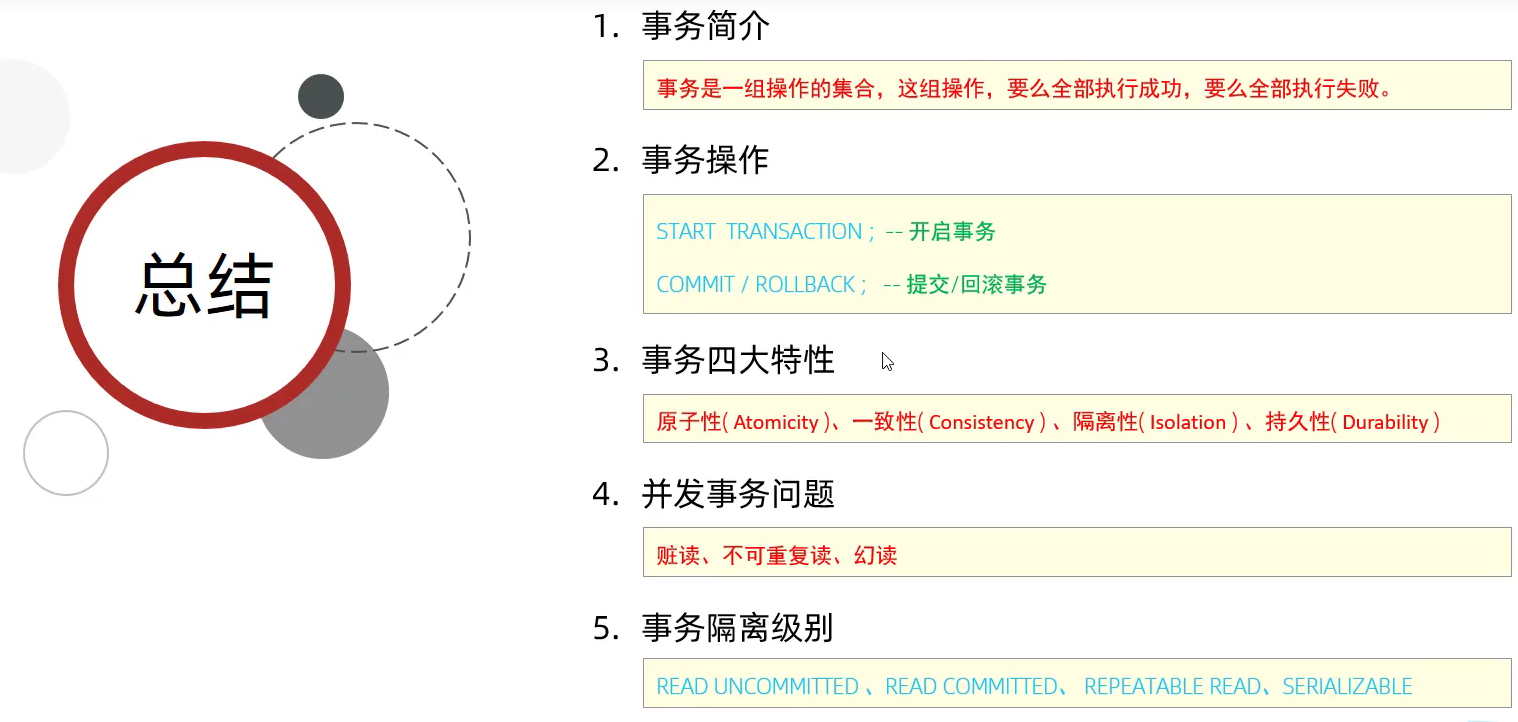 总结
1. 事务简介
事务是一组操作的集合，这组操作，要么全部执行成功，要么全部执行失败。
2. 事务操作
START TRANSACTION ; -- 开启事务
COMMIT / ROLLBACK ; -- 提交/回滚事务
3. 事务四大特性
原子性( Atomicity )、一致性( Consistency ) 、隔离性( Isolation ) 、持久性( Durability )
4. 并发事务问题
赃读、不可重复读、幻读
5. 事务隔离级别
READ UNCOMMITTED 、READ COMMITTED、 REPEATABLE READ、SERIALIZABLE